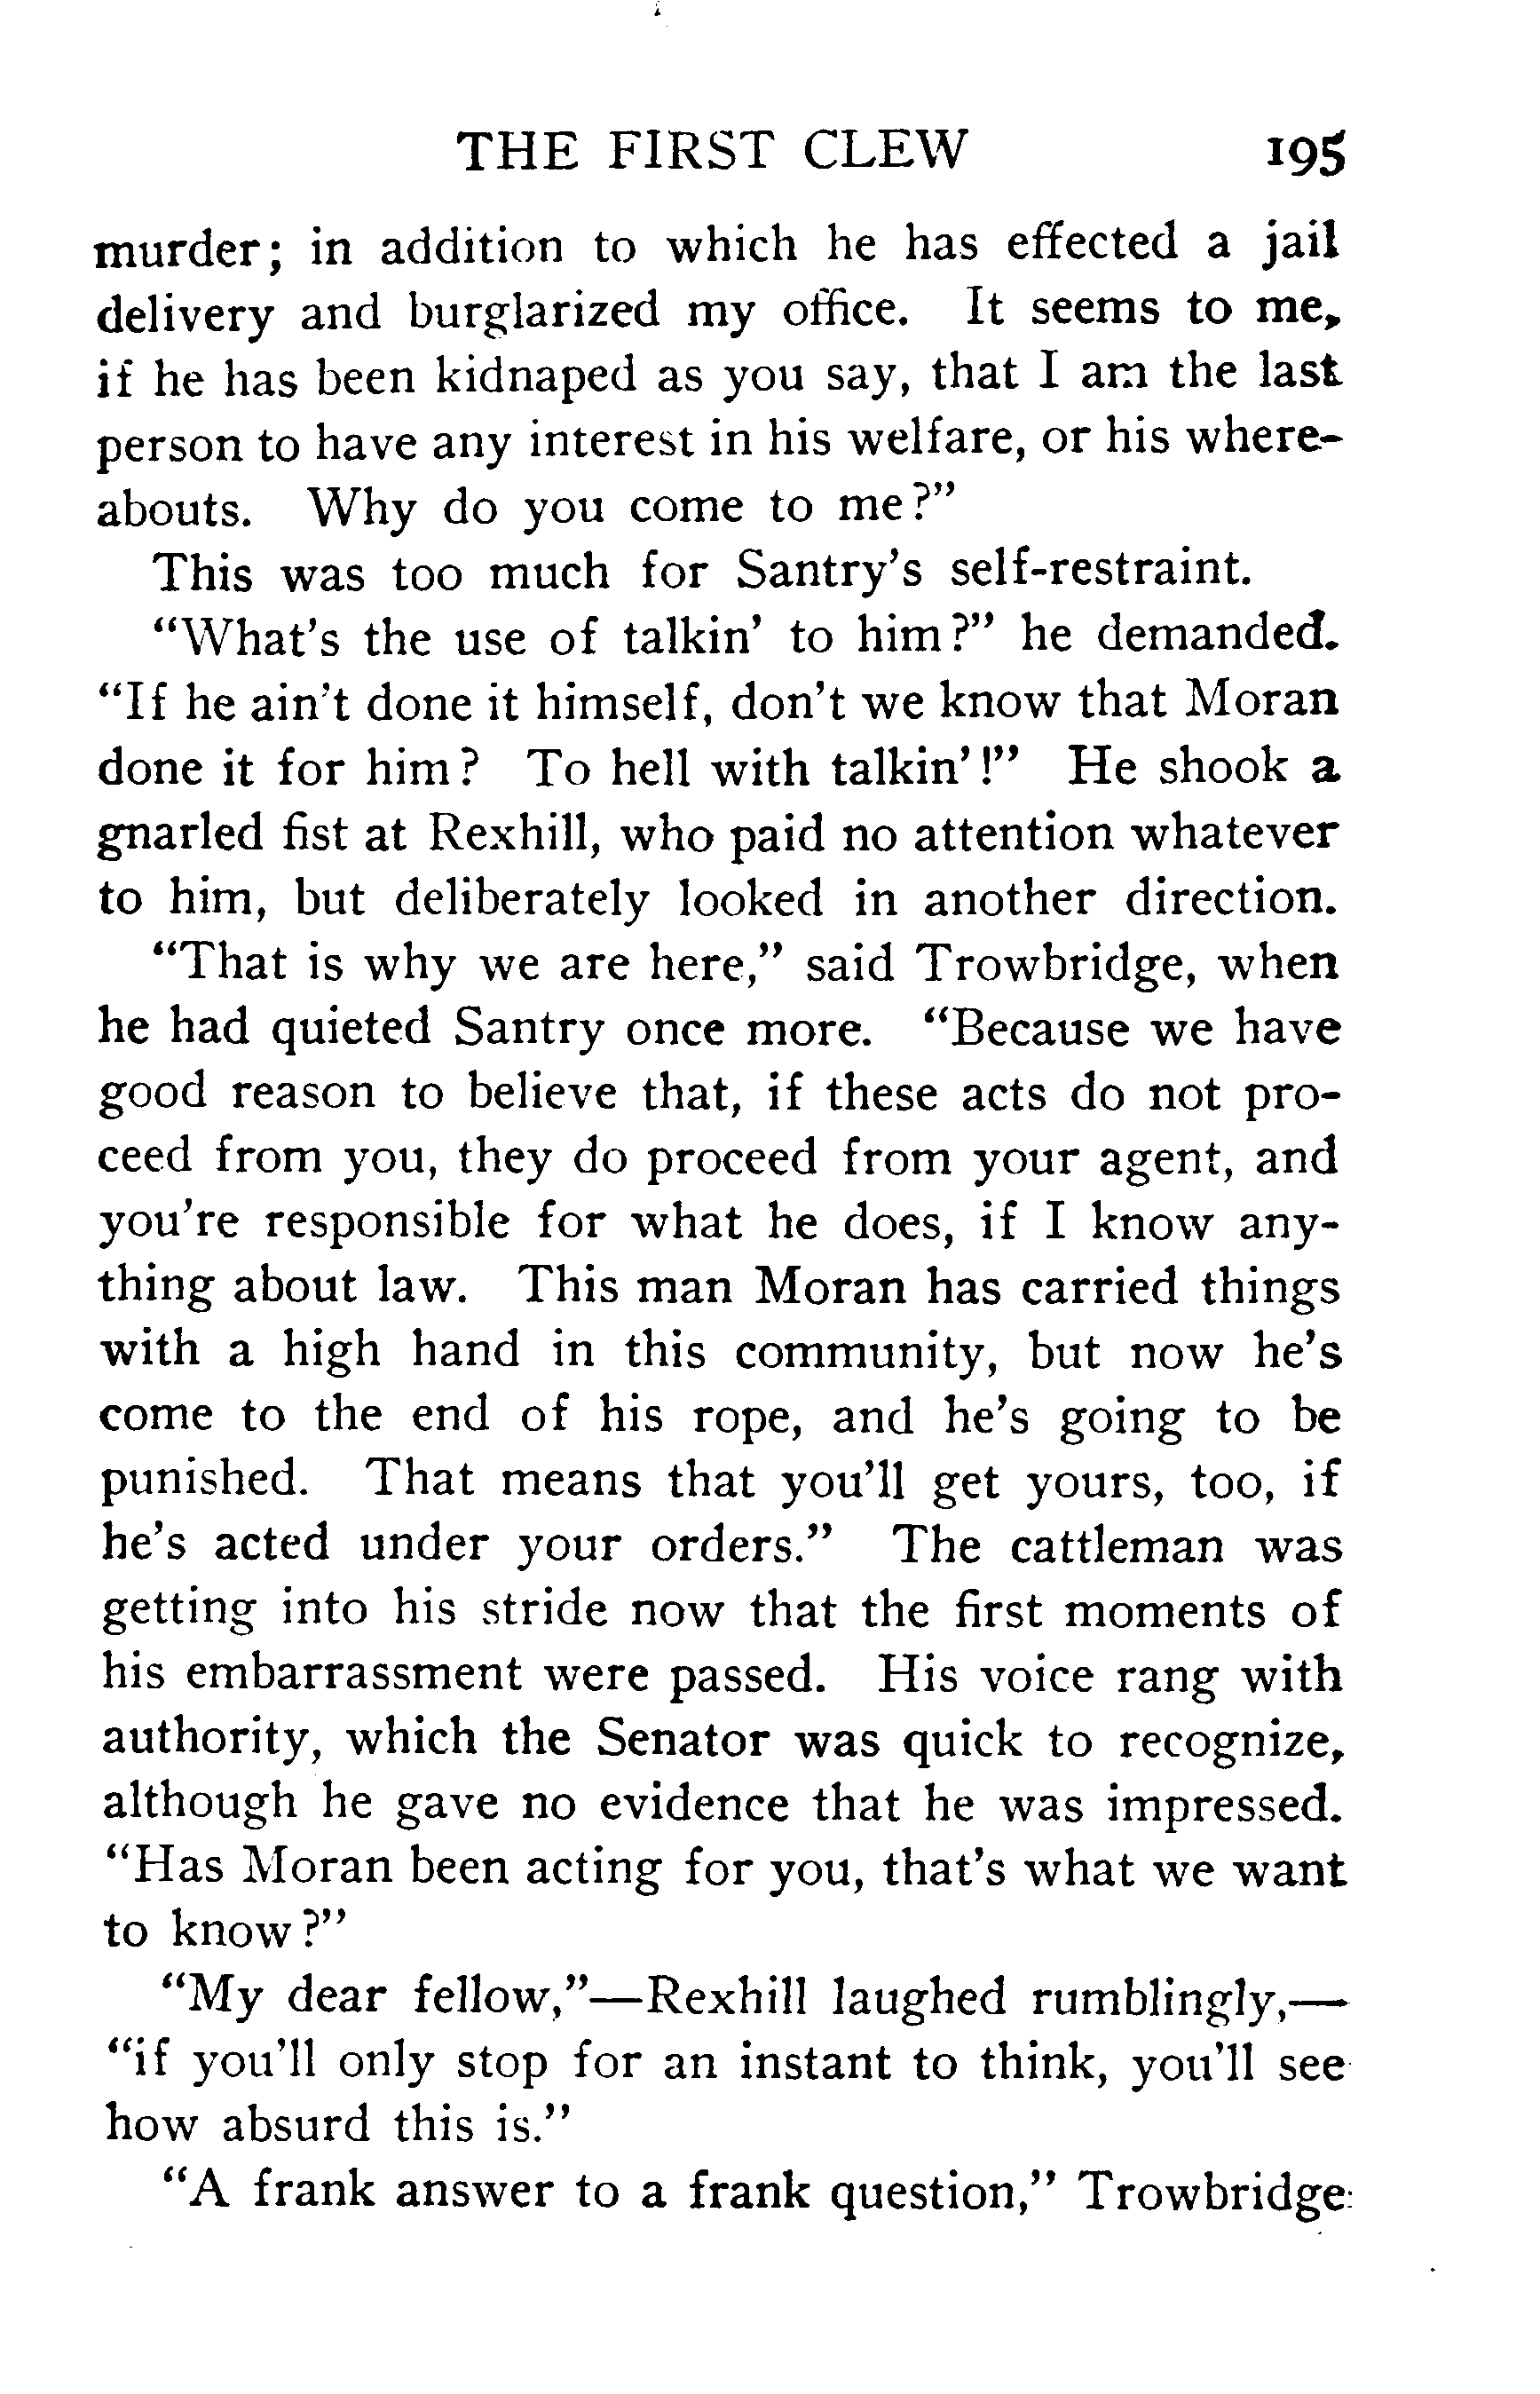 THE FIRST CLEW 195
murder; in addition to which he has effected a jail
delivery and burglarized my office. It seems to me,
if he has been kidnaped as you say, that I am the last
person to have any interest in his welfare, or his where-
abouts. Why do you come to me?”
This was too much for Santry’s self-restraint.
“What’s the use of talkin’ to him?” he demanded.
“If he ain’t done it himself, don’t we know that Moran
done it for him? To hell with talkin’!” He shook a
gnarled fist at Rexhill, who paid no attention whatever
to him, but deliberately looked in another direction.
“That is why we are here,” said Trowbridge, when
he had quieted Santry once more. “Because we have
good reason to believe that, if these acts do not pro-
ceed from you, they do proceed from your agent, and
you’re responsible for what he does, if I know any-
thing about law. This man Moran has carried things
with a high hand in this community, but now he’s
come to the end of his rope, and he’s going to be
punished. That means that you’ll get yours, too, if
he’s acted under your orders.” The cattleman was
getting into his stride now that the first moments of
his embarrassment were passed. His voice rang with
authority, which the Senator was quick to recognize,
although he gave no evidence that he was impressed.
“Has Moran been acting for you, that’s what we want
to know?”
“My dear fellow,”—Rexhill laughed rumblingly,—
“if you’ll only stop for an instant to think, you’ll see
how absurd this is.”
“A frank answer to a frank question,” Trowbridge